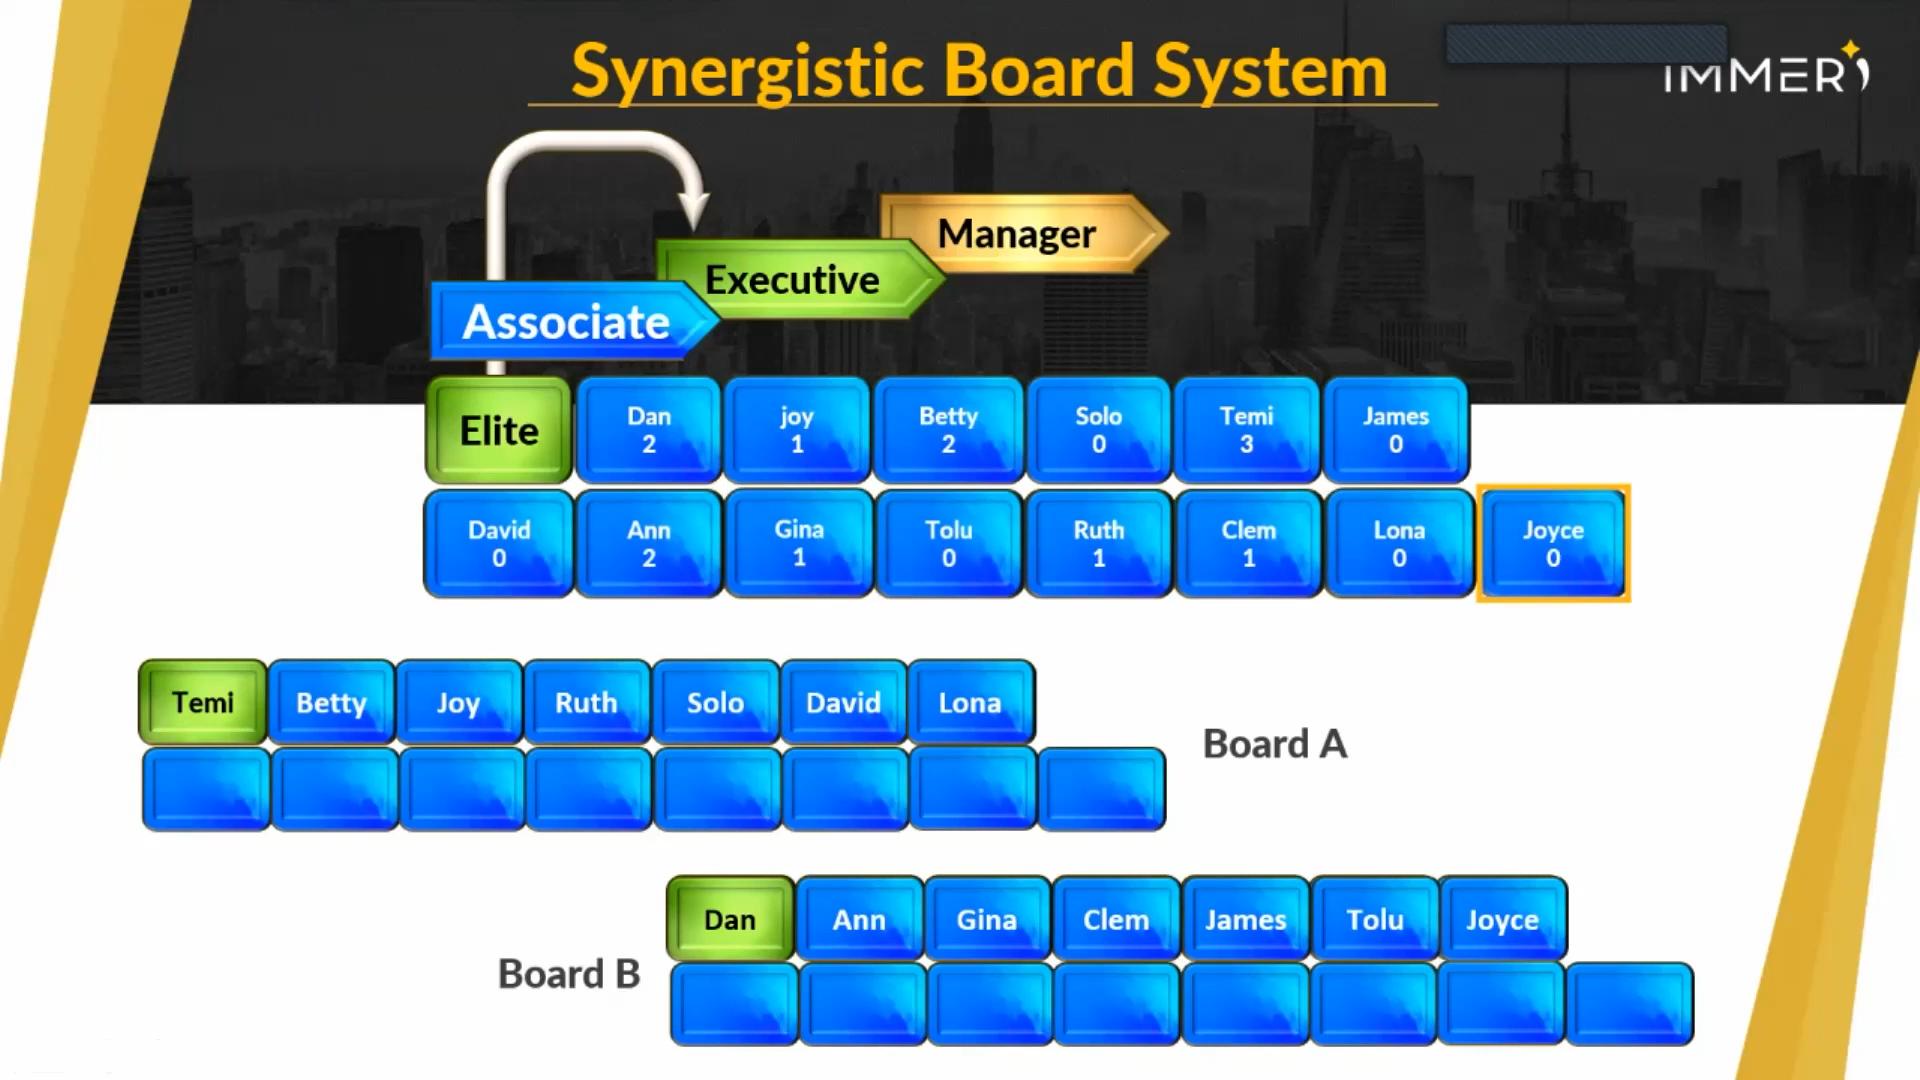 Synergistic Board System
IMMER
Manager
Executive
Associate
Elite
Dan
2
joy
1
Betty
2
Solo
0
Temi
3
James
0
David
0
Ann
2
Gina
1
Tolu
0
Ruth
1
Clem
1
Lona
0
Joyce
0
Temi
Betty
Joy
Ruth
Solo
David
Lona
Board A
Dan
Ann
Gina
Clem
James
Tolu
Joyce
Board B